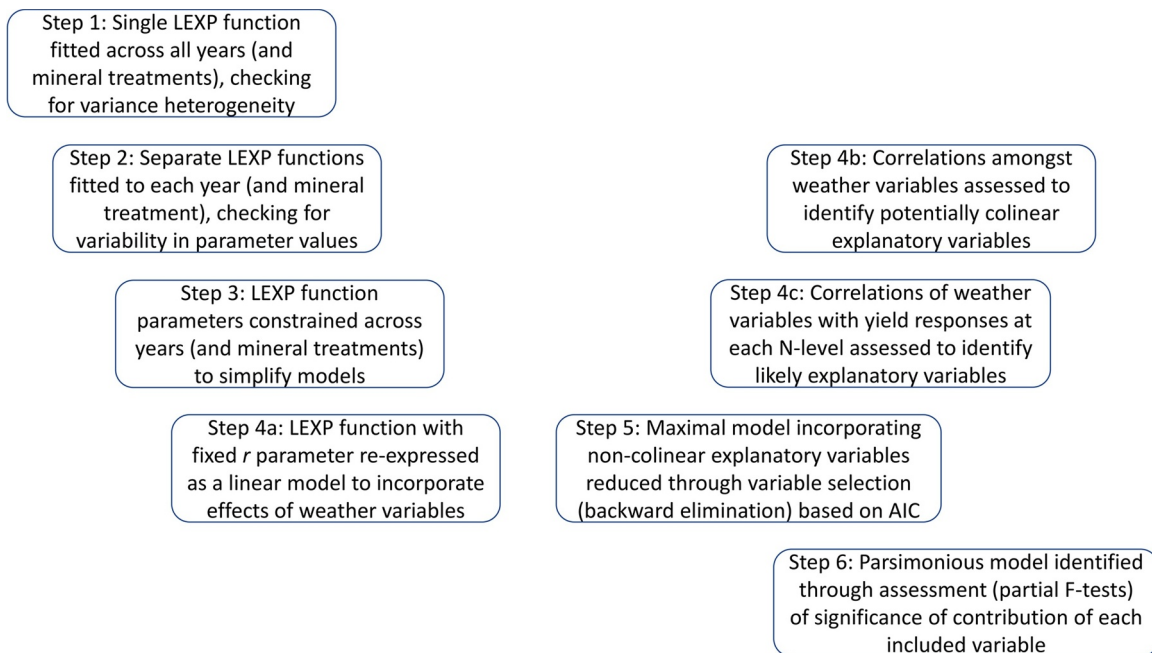 Step 1: Single LEXP function
fitted across all years (and
mineral treatments), checking
for variance heterogeneity
Step 2: Separate LEXP functions
fitted to each year (and mineral
treatment), checking for
variability in parameter values
Step 3: LEXP function
parameters constrained across
years (and mineral treatments)
to simplify models
Step 4a: LEXP function with
fixed r parameter re-expressed
as a linear model to incorporate
effects of weather variables
Step 4b: Correlations amongst
weather variables assessed to
identify potentially colinear
explanatory variables
Step 4c: Correlations of weather
variables with yield responses at
each N-level assessed to identify
likely explanatory variables
Step 5: Maximal model incorporating
non-colinear explanatory variables
reduced through variable selection
(backward elimination) based on AIC
Step 6: Parsimonious model identified
through assessment (partial F-tests)
of significance of contribution of each
included variable